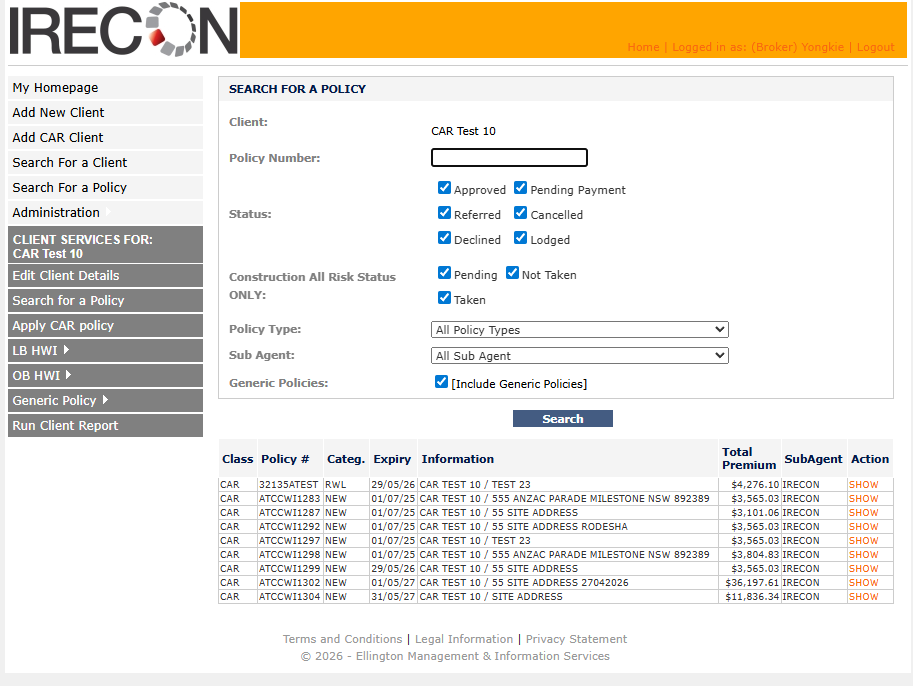 IRECON
Home | Logged in as: (Broker) Yongkie | Logout
My Homepage
Add New Client
Add CAR Client
Search For a Client
Search For a Policy
Administration
CLIENT SERVICES FOR:
CAR Test 10
Edit Client Details
Search for a Policy
Apply CAR policy
LB HWI
OB HWI
Generic Policy
Run Client Report
SEARCH FOR A POLICY
Client:
CAR Test 10
Policy Number:
Status:
Approved Pending Payment
Referred Cancelled
Declined Lodged
Construction All Risk Status
ONLY:
Pending Not Taken
Taken
Policy Type: All Policy Types
Sub Agent: All Sub Agent
Generic Policies: [Include Generic Policies]
Search
Class Policy # Categ. Expiry Information Total Premium SubAgent Action
CAR 32135ATEST RWL 29/05/26 CAR TEST 10 / TEST 23 $4,276.10 IRECON SHOW
CAR ATCCWI1283 NEW 01/07/25 CAR TEST 10 / 555 ANZAC PARADE MILESTONE NSW 892389 $3,565.03 IRECON SHOW
CAR ATCCWI1287 NEW 01/07/25 CAR TEST 10 / 55 SITE ADDRESS $3,101.06 IRECON SHOW
CAR ATCCWI1292 NEW 01/07/25 CAR TEST 10 / 55 SITE ADDRESS RODESHA $3,565.03 IRECON SHOW
CAR ATCCWI1297 NEW 01/07/25 CAR TEST 10 / TEST 23 $3,565.03 IRECON SHOW
CAR ATCCWI1298 NEW 01/07/25 CAR TEST 10 / 555 ANZAC PARADE MILESTONE NSW 892389 $3,804.83 IRECON SHOW
CAR ATCCWI1299 NEW 29/05/26 CAR TEST 10 / 55 SITE ADDRESS $3,565.03 IRECON SHOW
CAR ATCCWI1302 NEW 01/05/27 CAR TEST 10 / 55 SITE ADDRESS 27042026 $36,197.61 IRECON SHOW
CAR ATCCWI1304 NEW 31/05/27 CAR TEST 10 / SITE ADDRESS $11,836.34 IRECON SHOW
Terms and Conditions | Legal Information | Privacy Statement
© 2026 - Ellington Management & Information Services